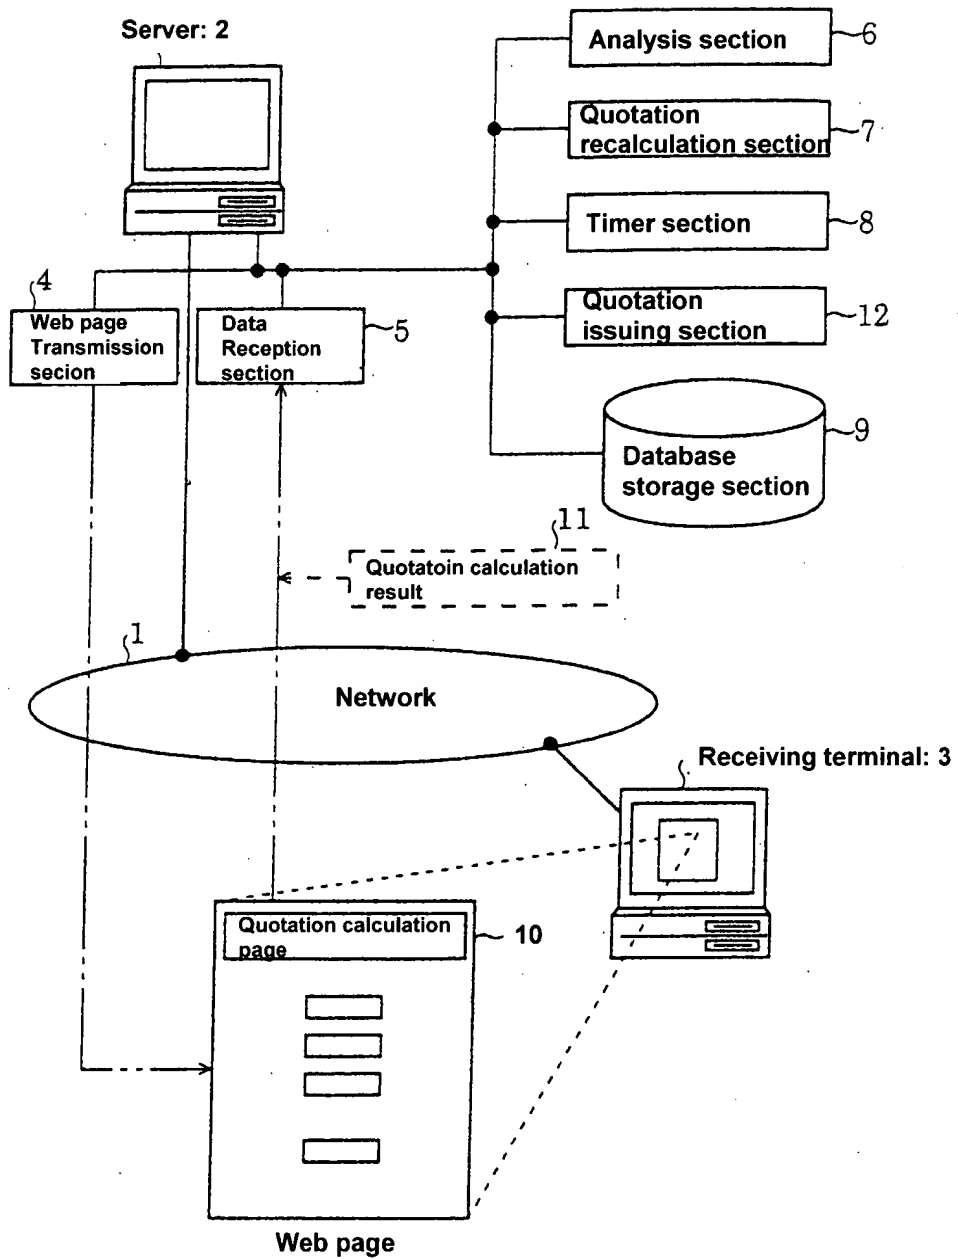 Server: 2
Analysis section
6
Quotation
recalculation section
7
Timer section
8
Quotation
issuing section
12
4
Web page
Transmission
secion
Data
Reception
section
5
Database
storage section
9
11
Quotatoin calculation
result
1
Network
Receiving terminal: 3
Quotation calculation
page
10
Web page